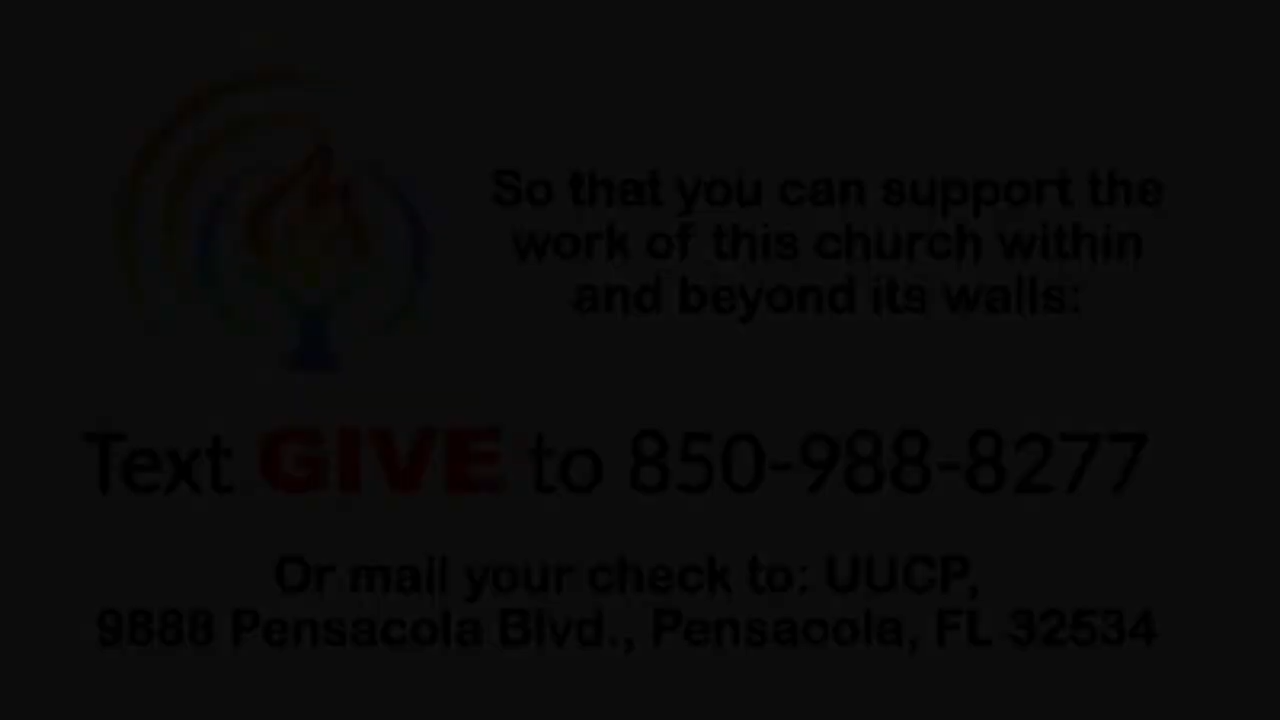 So that you can support the
work of this church within
and beyond its walls:
Text GIVE to 850-988-8277
Or mail your check to: UUCP,
9888 Pensacola Blvd., Pensacola, FL 32534